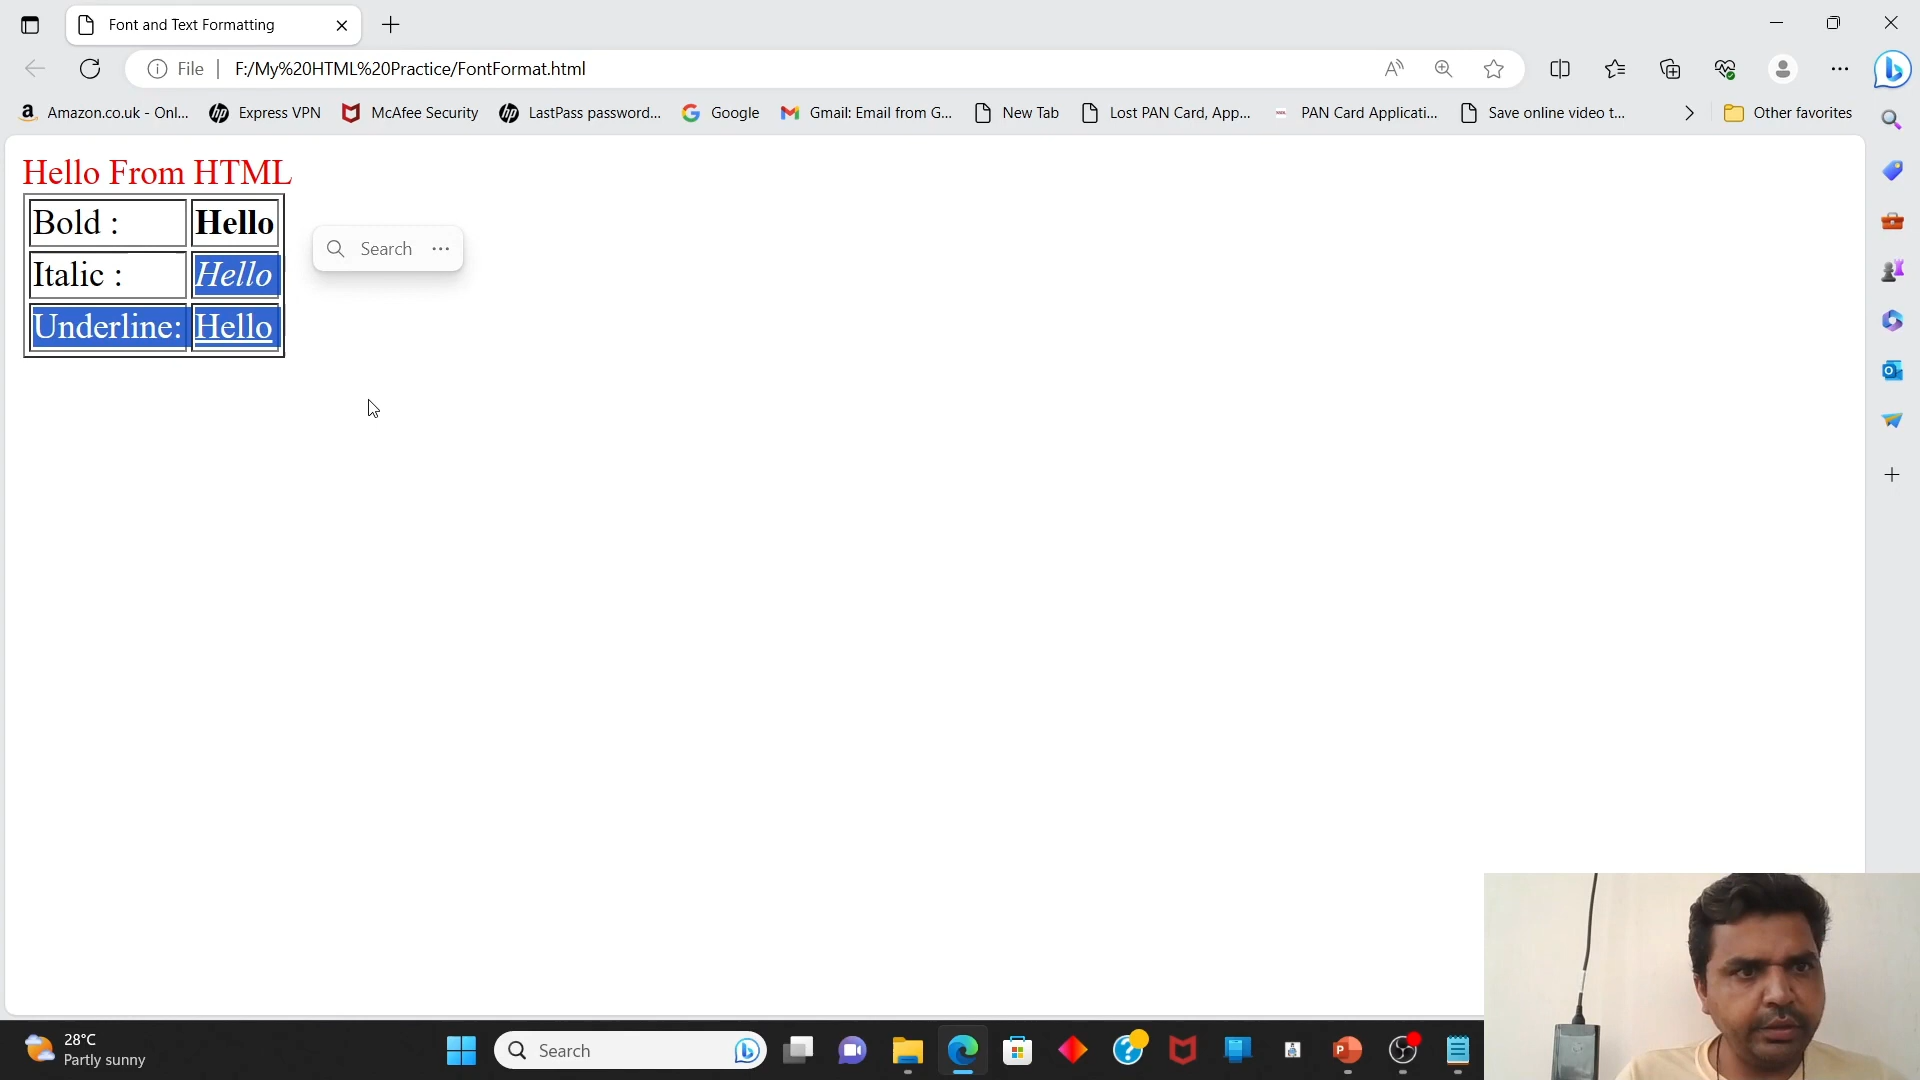 Font and Text Formatting
File F:/My%20HTML%20Practice/FontFormat.html
Amazon.co.uk - Onl... Express VPN McAfee Security LastPass password... Google Gmail: Email from G... New Tab Lost PAN Card, App... PAN Card Applicati... Save online video t... Other favorites
Hello From HTML
Bold : Hello
Italic : Hello
Underline: Hello
Search ...
28°C
Partly sunny
Search